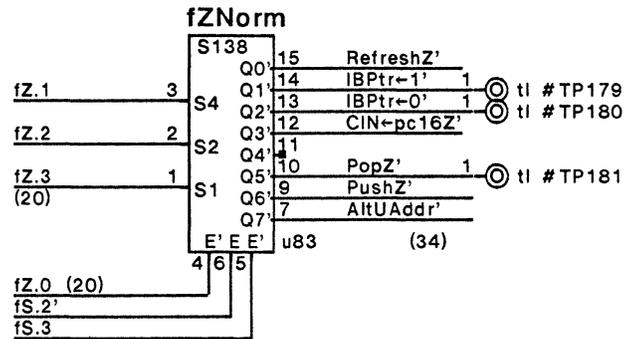 fZNorm
S138
Q0' 15 RefreshZ'
Q1' 14 IBPtr←1' 1 tl #TP179
fZ.1 3 S4
Q2' 13 IBPtr←0' 1 tl #TP180
Q3' 12 CIN←pc16Z'
fZ.2 2 S2
Q4' 11
Q5' 10 PopZ' 1 tl #TP181
fZ.3 1 S1
(20)
Q6' 9 PushZ'
Q7' 7 AltUAddr'
E' E E' u83 (34)
4 6 5
fZ.0 (20)
fS.2'
fS.3